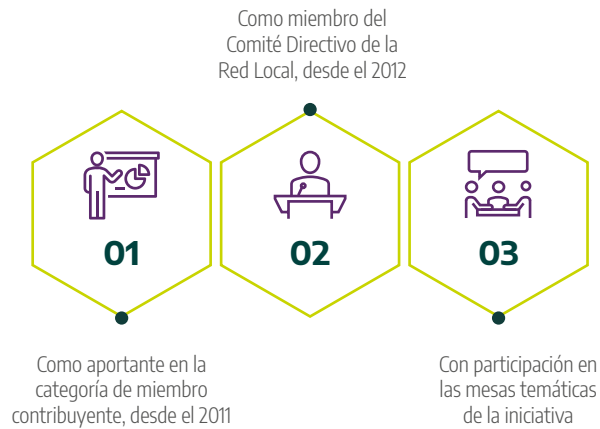 Como miembro del
Comité Directivo de la
Red Local, desde el 2012
01
02
03
Como aportante en la
categoría de miembro
contribuyente, desde el 2011
Con participación en
las mesas temáticas
de la iniciativa